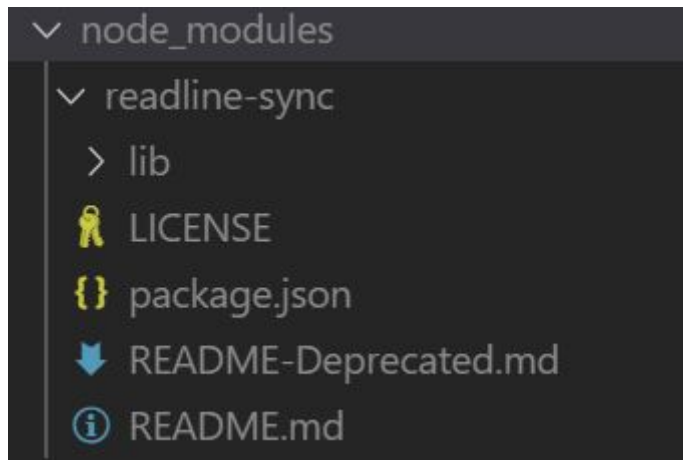 node_modules
readline-sync
lib
LICENSE
package.json
README-Deprecated.md
README.md